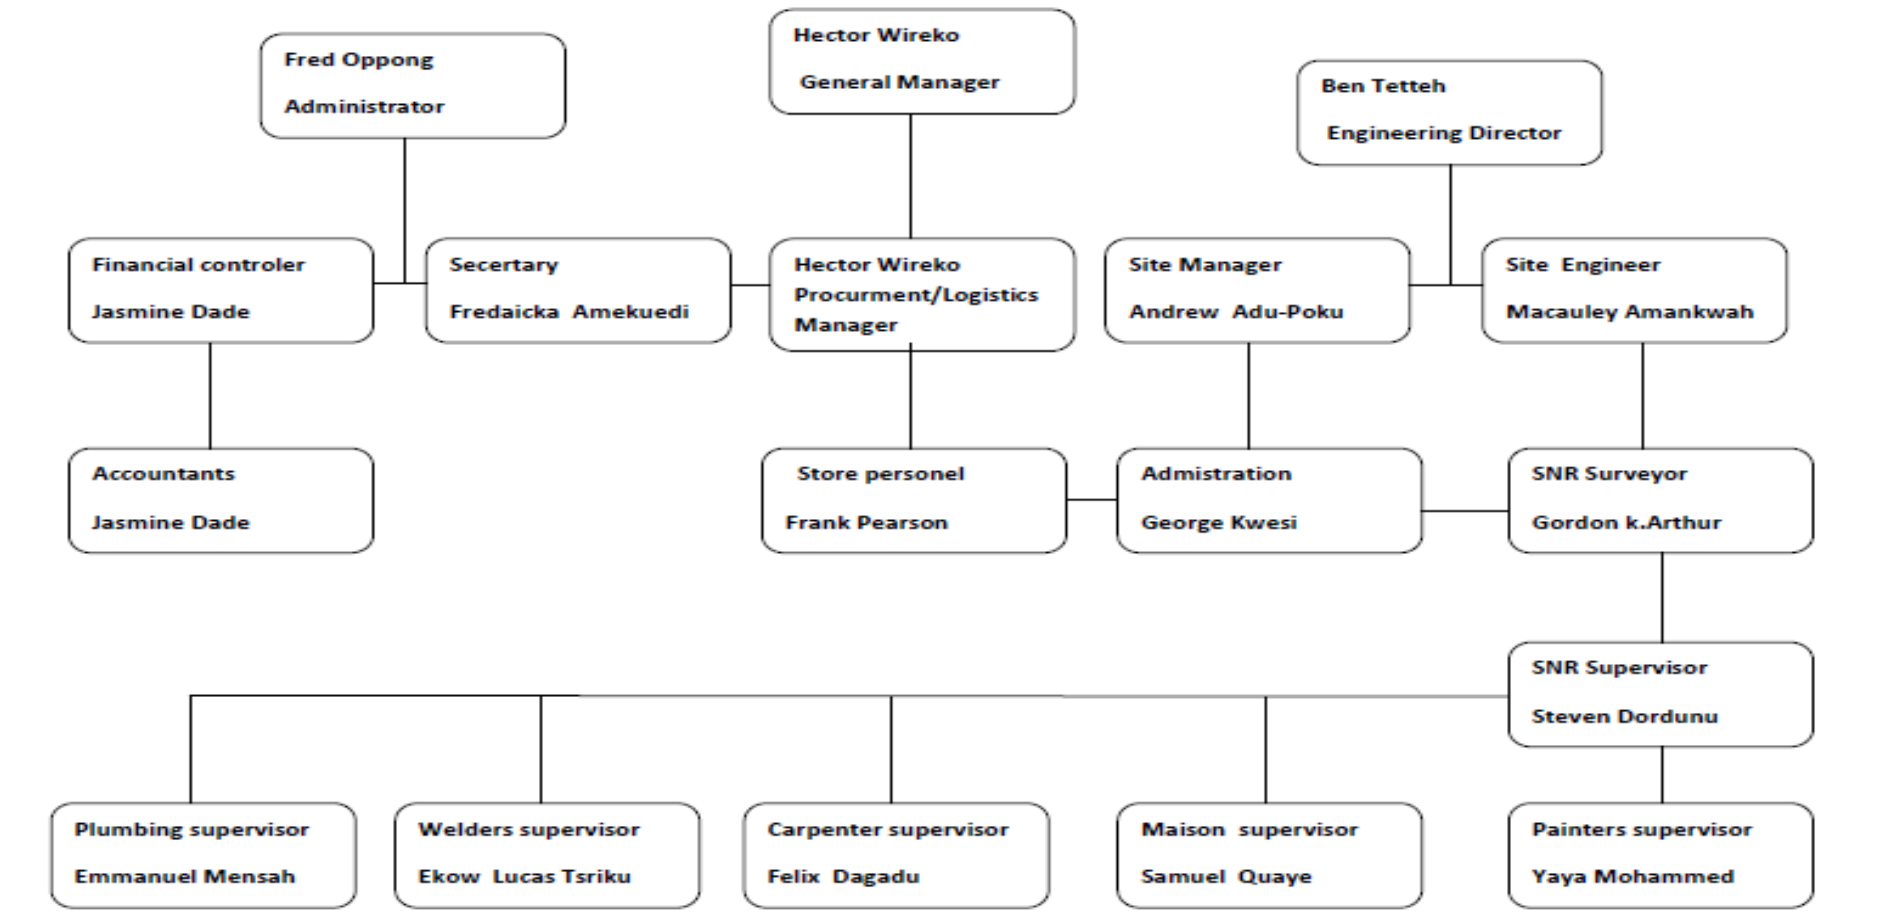 Fred Oppong
Administrator
Hector Wireko
General Manager
Ben Tetteh
Engineering Director
Financial controler
Jasmine Dade
Secertary
Fredaicka Amekuedi
Hector Wireko
Procurment/Logistics
Manager
Site Manager
Andrew Adu-Poku
Site Engineer
Macauley Amankwah
Accountants
Jasmine Dade
Store personel
Frank Pearson
Admistration
George Kwesi
SNR Surveyor
Gordon k.Arthur
SNR Supervisor
Steven Dordunu
Plumbing supervisor
Emmanuel Mensah
Welders supervisor
Ekow Lucas Tsriku
Carpenter supervisor
Felix Dagadu
Maison supervisor
Samuel Quaye
Painters supervisor
Yaya Mohammed